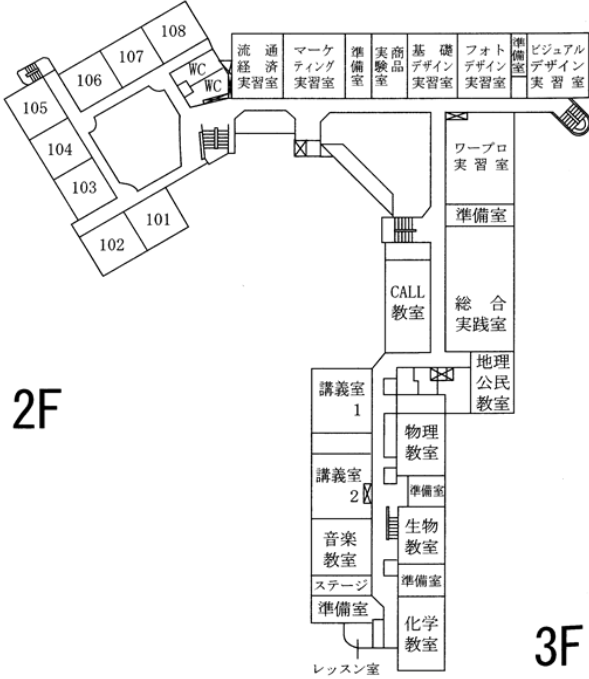 108
107
106
105
104
103
102
101
WC
WC
流通
経済
実習室
マーケ
ティング
実習室
準備室
商品
実験室
基礎
デザイン
実習室
フォト
デザイン
実習室
準備室
ビジュアル
デザイン
実習室
ワープロ
実習室
準備室
CALL
教室
総合
実践室
地理
公民
教室
2F
講義室
1
物理
教室
講義室
2
準備室
音楽
教室
生物
教室
ステージ
準備室
準備室
化学
教室
レッスン室
3F